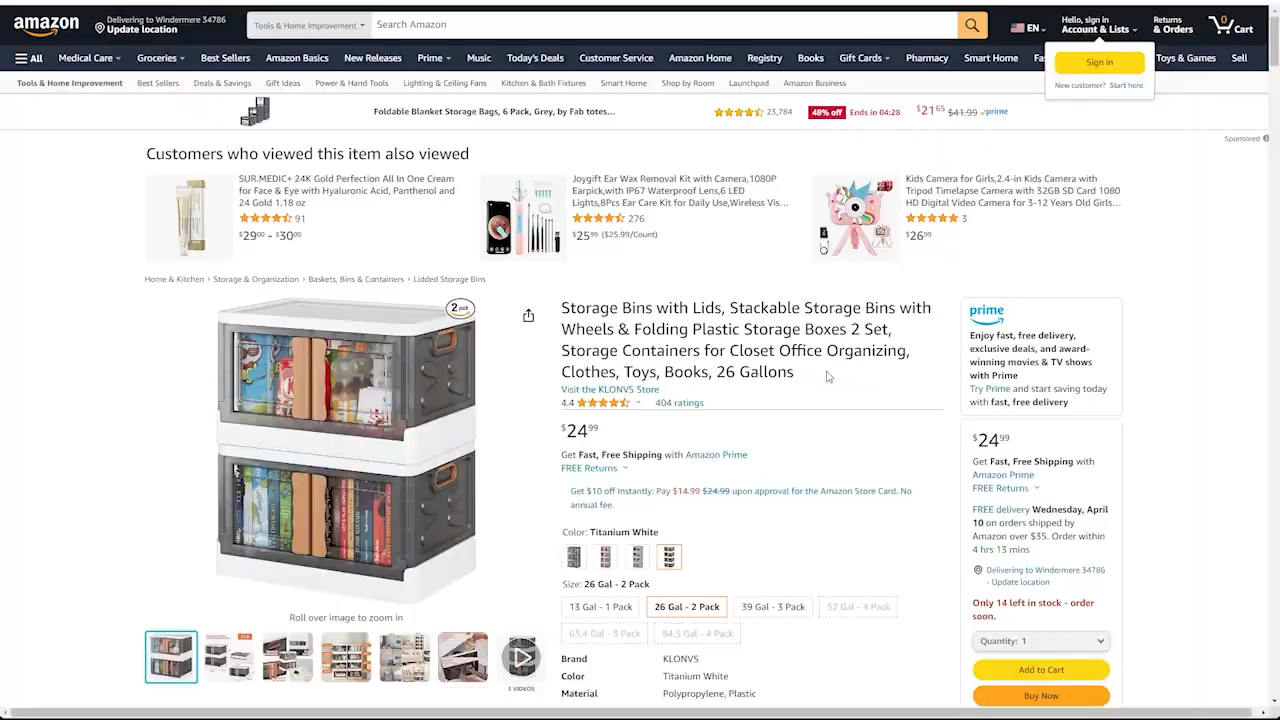 amazon
Delivering to Windermere 34786
Update location
Tools & Home Improvement
Search Amazon
EN
Hello, sign in
Account & Lists
Returns
& Orders
0
Cart
All
Medical Care
Groceries
Best Sellers
Amazon Basics
New Releases
Prime
Music
Today's Deals
Customer Service
Amazon Home
Registry
Books
Gift Cards
Pharmacy
Smart Home
Toys & Games
Sell
Sign in
New customer? Start here.
Tools & Home Improvement
Best Sellers
Deals & Savings
Gift Ideas
Power & Hand Tools
Lighting & Ceiling Fans
Kitchen & Bath Fixtures
Smart Home
Shop by Room
Launchpad
Amazon Business
Foldable Blanket Storage Bags, 6 Pack, Grey, by Fab totes...
23,784
48% off
Ends in 04:28
$21 65
$41.99
prime
Sponsored
Customers who viewed this item also viewed
SUR.MEDIC+ 24K Gold Perfection All In One Cream
for Face & Eye with Hyaluronic Acid, Panthenol and
24 Gold 1.18 oz
91
$29 00 - $30 00
Joygift Ear Wax Removal Kit with Camera,1080P
Earpick,with IP67 Waterproof Lens,6 LED
Lights,8Pcs Ear Care Kit for Daily Use,Wireless Vis...
276
$25 99 ($25.99/Count)
Kids Camera for Girls,2.4-in Kids Camera with
Tripod Timelapse Camera with 32GB SD Card 1080
HD Digital Video Camera for 3-12 Years Old Girls...
3
$26 99
Home & Kitchen › Storage & Organization › Baskets, Bins & Containers › Lidded Storage Bins
2 pack
Storage Bins with Lids, Stackable Storage Bins with
Wheels & Folding Plastic Storage Boxes 2 Set,
Storage Containers for Closet Office Organizing,
Clothes, Toys, Books, 26 Gallons
Visit the KLONVS Store
4.4
404 ratings
$24 99
Get Fast, Free Shipping with Amazon Prime
FREE Returns
Get $10 off instantly: Pay $14.99 $24.99 upon approval for the Amazon Store Card. No
annual fee.
Color: Titanium White
Size: 26 Gal - 2 Pack
13 Gal - 1 Pack
26 Gal - 2 Pack
39 Gal - 3 Pack
52 Gal - 4 Pack
63.4 Gal - 3 Pack
84.5 Gal - 4 Pack
Brand
KLONVS
Color
Titanium White
Material
Polypropylene, Plastic
Roll over image to zoom in
3 VIDEOS
prime
Enjoy fast, free delivery,
exclusive deals, and award-
winning movies & TV shows
with Prime
Try Prime and start saving today
with fast, free delivery
$24 99
Get Fast, Free Shipping with
Amazon Prime
FREE Returns
FREE delivery Wednesday, April
10 on orders shipped by
Amazon over $35. Order within
4 hrs 13 mins
Delivering to Windermere 34786
- Update location
Only 14 left in stock - order
soon.
Quantity: 1
Add to Cart
Buy Now